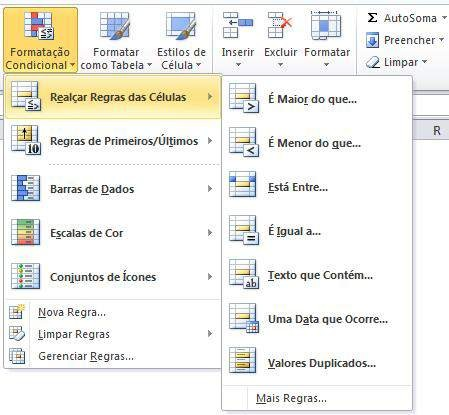 Formatação
Condicional
Formatar
como Tabela
Estilos de
Célula
Inserir
Excluir
Formatar
Σ AutoSoma
Preencher
Limpar
Realçar Regras das Células
Regras de Primeiros/Últimos
10
Barras de Dados
Escalas de Cor
Conjuntos de Ícones
Nova Regra...
Limpar Regras
Gerenciar Regras...
É Maior do que...
É Menor do que...
Está Entre...
É Igual a...
ab
Texto que Contém...
Uma Data que Ocorre...
Valores Duplicados...
Mais Regras...
R